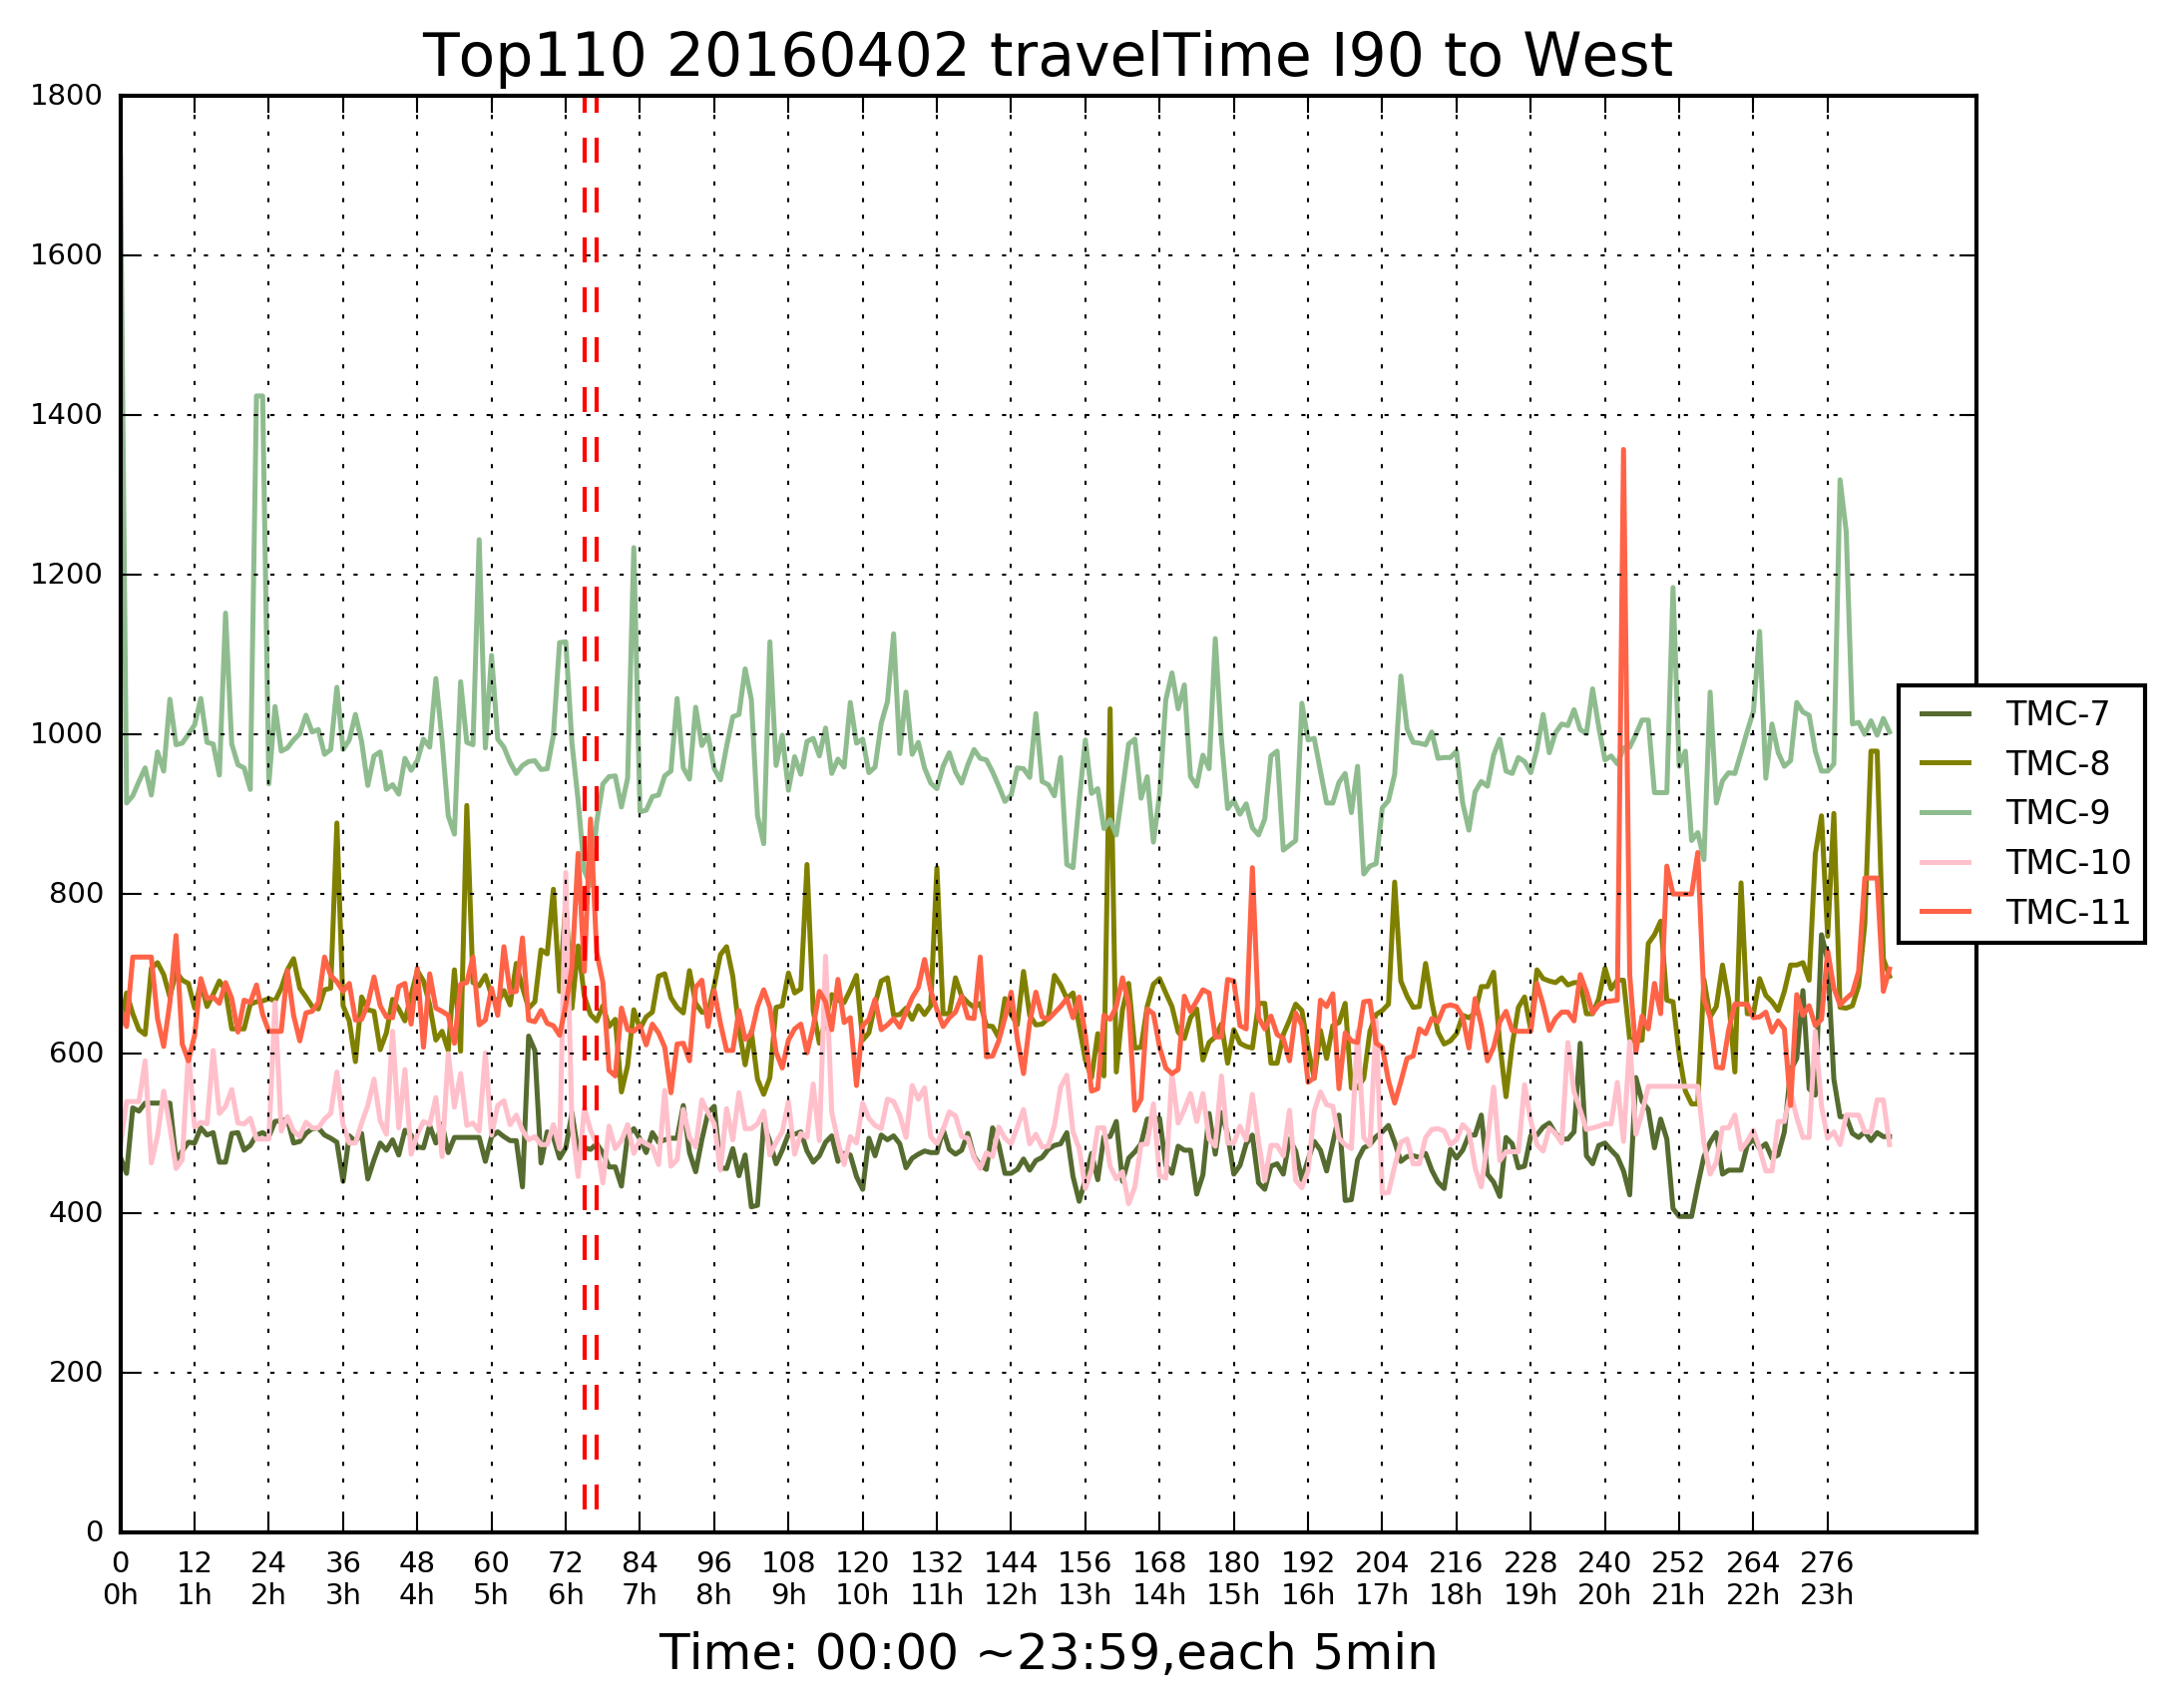 Top110 20160402 travelTime I90 to West
1800
1600
1400
1200
1000
800
600
400
200
0
TMC-7
TMC-8
TMC-9
TMC-10
TMC-11
0 12 24 36 48 60 72 84 96 108 120 132 144 156 168 180 192 204 216 228 240 252 264 276
0h 1h 2h 3h 4h 5h 6h 7h 8h 9h 10h 11h 12h 13h 14h 15h 16h 17h 18h 19h 20h 21h 22h 23h
Time: 00:00 ~23:59,each 5min